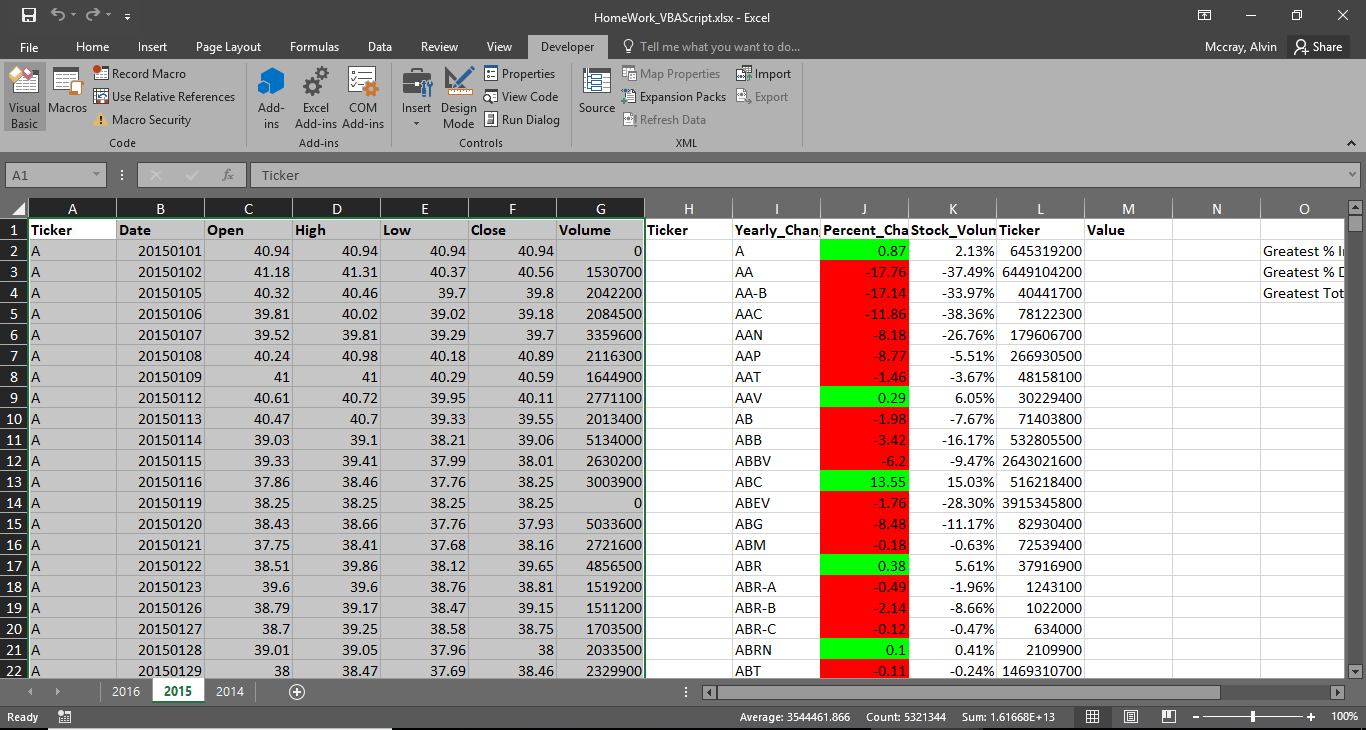 HomeWork_VBAScript.xlsx - Excel
File Home Insert Page Layout Formulas Data Review View Developer Tell me what you want to do... Mccray, Alvin Share
Visual Basic
Macros
Record Macro
Use Relative References
Macro Security
Code
Add-ins
Excel Add-ins
COM Add-ins
Add-ins
Insert
Design Mode
Properties
View Code
Run Dialog
Controls
Source
Map Properties
Expansion Packs
Refresh Data
Import
Export
XML
A1 fx Ticker
A B C D E F G H I J K L M N O
1 Ticker Date Open High Low Close Volume Ticker Yearly_Chan Percent_Cha Stock_Volum Ticker Value
2 A 20150101 40.94 40.94 40.94 40.94 0 A 0.87 2.13% 645319200 Greatest % I
3 A 20150102 41.18 41.31 40.37 40.56 1530700 AA -17.76 -37.49% 6449104200 Greatest % D
4 A 20150105 40.32 40.46 39.7 39.8 2042200 AA-B -17.14 -33.97% 40441700 Greatest Tot
5 A 20150106 39.81 40.02 39.02 39.18 2084500 AAC -11.86 -38.36% 78122300
6 A 20150107 39.52 39.81 39.29 39.7 3359600 AAN -8.18 -26.76% 179606700
7 A 20150108 40.24 40.98 40.18 40.89 2116300 AAP -8.77 -5.51% 266930500
8 A 20150109 41 41 40.29 40.59 1644900 AAT -1.46 -3.67% 48158100
9 A 20150112 40.61 40.72 39.95 40.11 2771100 AAV 0.29 6.05% 30229400
10 A 20150113 40.47 40.7 39.33 39.55 2013400 AB -1.98 -7.67% 71403800
11 A 20150114 39.03 39.1 38.21 39.06 5134000 ABB -3.42 -16.17% 532805500
12 A 20150115 39.33 39.41 37.99 38.01 2630200 ABBV -6.2 -9.47% 2643021600
13 A 20150116 37.86 38.46 37.76 38.25 3003900 ABC 13.55 15.03% 516218400
14 A 20150119 38.25 38.25 38.25 38.25 0 ABEV -1.76 -28.30% 3915345800
15 A 20150120 38.43 38.66 37.76 37.93 5033600 ABG -8.48 -11.17% 82930400
16 A 20150121 37.75 38.41 37.68 38.16 2721600 ABM -0.18 -0.63% 72539400
17 A 20150122 38.51 39.86 38.12 39.65 4856500 ABR 0.38 5.61% 37916900
18 A 20150123 39.6 39.6 38.76 38.81 1519200 ABR-A -0.49 -1.96% 1243100
19 A 20150126 38.79 39.17 38.47 39.15 1511200 ABR-B -2.14 -8.66% 1022000
20 A 20150127 38.7 39.25 38.58 38.75 1703500 ABR-C -0.12 -0.47% 634000
21 A 20150128 39.01 39.05 37.96 38 2033500 ABRN 0.1 0.41% 2109900
22 A 20150129 38 38.47 37.69 38.46 2329900 ABT -0.11 -0.24% 1469310700
2016 2015 2014
Ready Average: 3544461.866 Count: 5321344 Sum: 1.61668E+13 100%